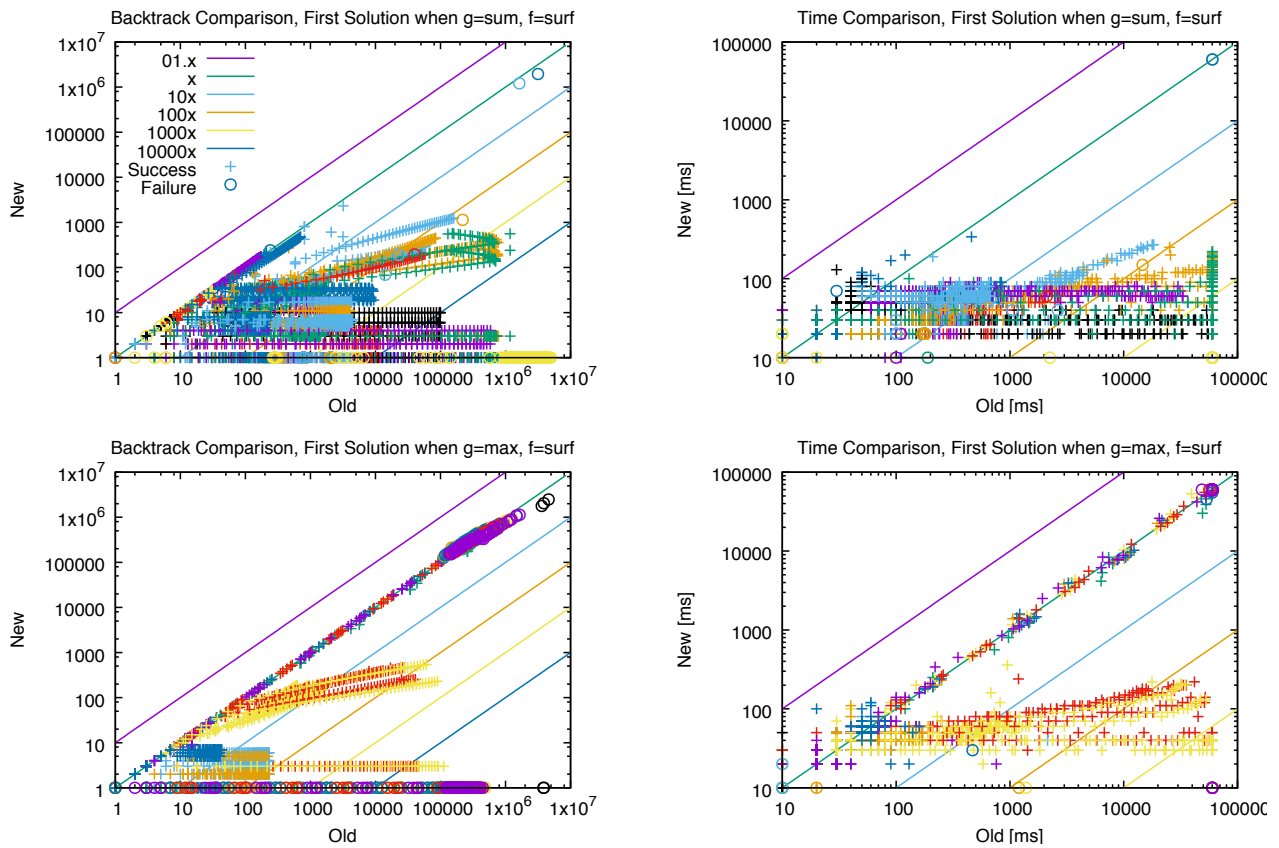 Backtrack Comparison, First Solution when g=sum, f=surf
1x10^7
1x10^6
100000
10000
1000
100
10
1
New
01.x
x
10x
100x
1000x
10000x
Success
Failure
1 10 100 1000 10000 100000 1x10^6 1x10^7
Old
Time Comparison, First Solution when g=sum, f=surf
100000
10000
1000
100
10
New [ms]
10 100 1000 10000 100000
Old [ms]
Backtrack Comparison, First Solution when g=max, f=surf
1x10^7
1x10^6
100000
10000
1000
100
10
1
New
1 10 100 1000 10000 100000 1x10^6 1x10^7
Old
Time Comparison, First Solution when g=max, f=surf
100000
10000
1000
100
10
New [ms]
10 100 1000 10000 100000
Old [ms]